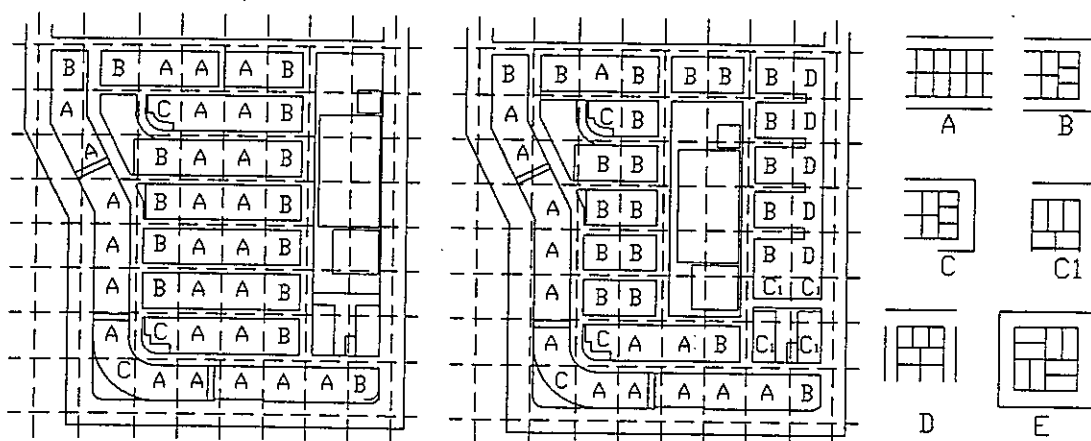 B B A A A B B B A B B B B D
A C A A B A C B B D
A B A A B A B B B D
A B A A B A B B B D
A B A A B A B B B D
A B A A B A B B C1 C1
C A A B C A A B C1 C1
C A A A A A B C A A A A A B
A B
C C1
D E